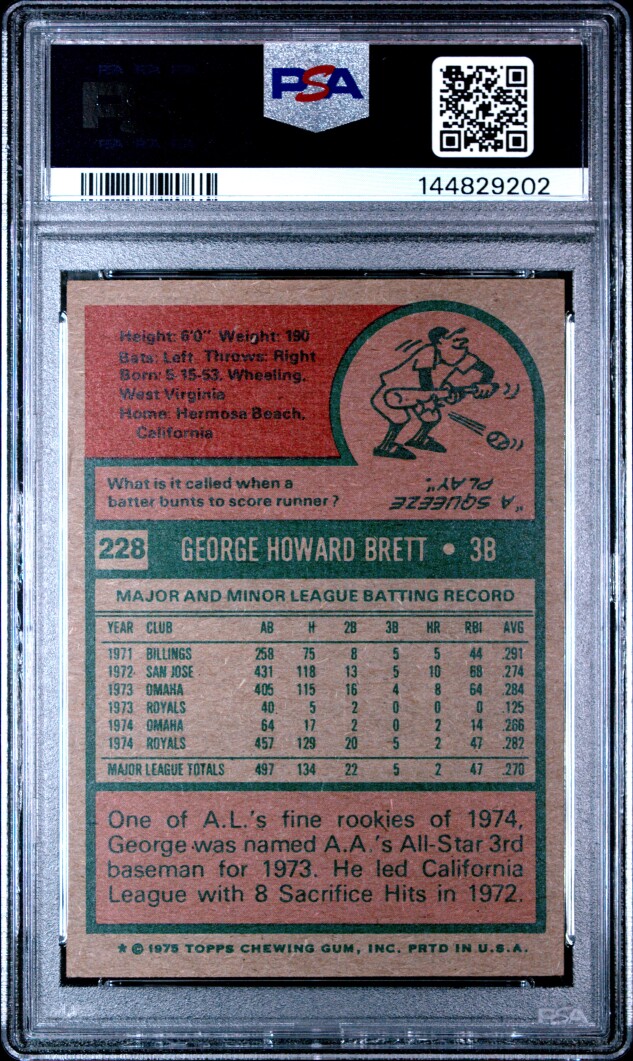 PSA
144829202
Height: 6'0" Weight: 190
Bats: Left Throws: Right
Born: 5-15-53, Wheeling,
West Virginia
Home: Hermosa Beach,
California
What is it called when a
batter bunts to score runner?
"A SQUEEZE
PLAY".
228 GEORGE HOWARD BRETT • 3B
MAJOR AND MINOR LEAGUE BATTING RECORD
YEAR CLUB AB H 2B 3B HR RBI AVG
1971 BILLINGS 258 75 8 5 5 44 .291
1972 SAN JOSE 431 118 13 5 10 68 .274
1973 OMAHA 405 115 16 4 8 64 .284
1973 ROYALS 40 5 2 0 0 0 .125
1974 OMAHA 64 17 2 0 2 14 .266
1974 ROYALS 457 129 20 5 2 47 .282
MAJOR LEAGUE TOTALS 497 134 22 5 2 47 .270
One of A.L.'s fine rookies of 1974,
George was named A.A.'s All-Star 3rd
baseman for 1973. He led California
League with 8 Sacrifice Hits in 1972.
* © 1975 TOPPS CHEWING GUM, INC. PRTD IN U.S.A.
PSA